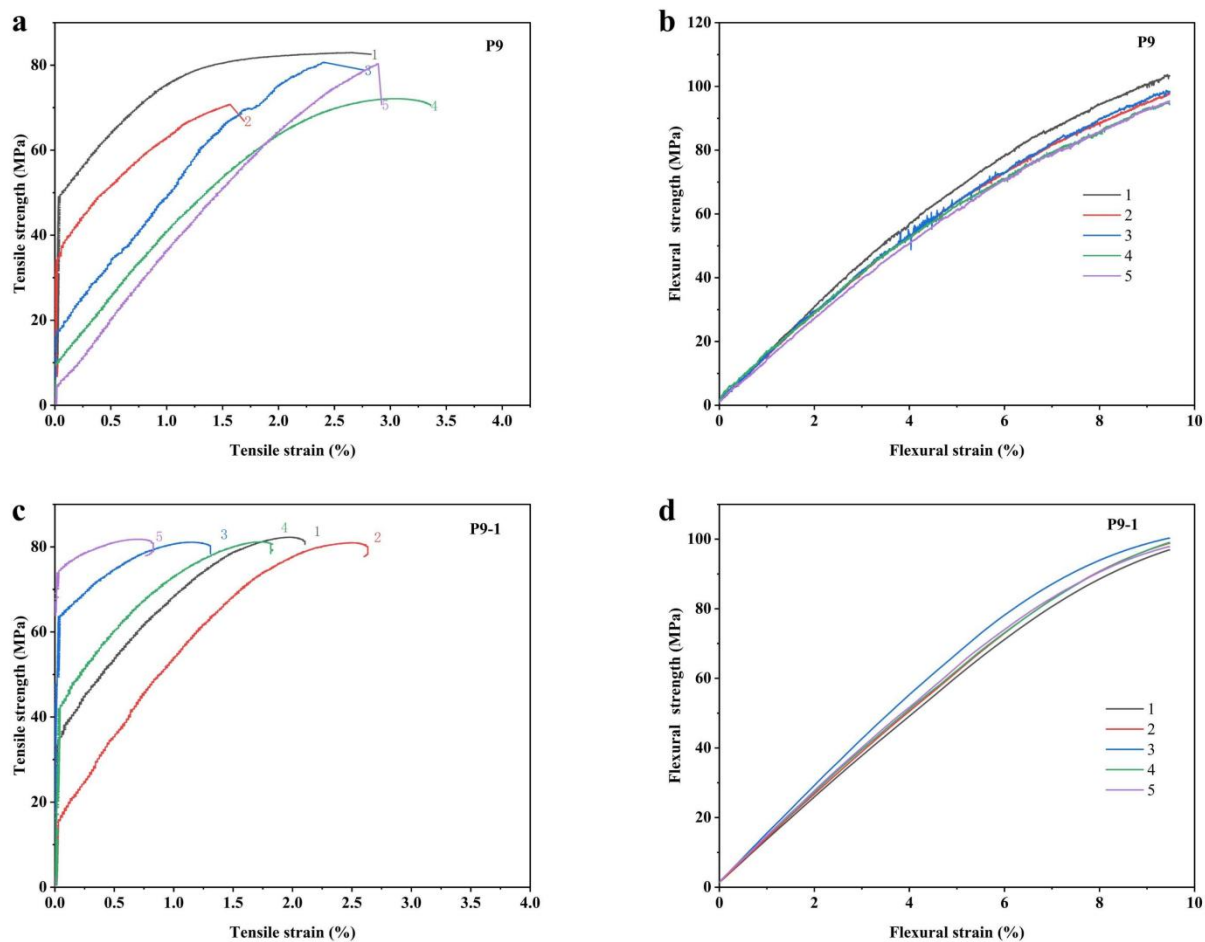 a
P9
Tensile strength (MPa)
80
60
40
20
0
0.0 0.5 1.0 1.5 2.0 2.5 3.0 3.5 4.0
Tensile strain (%)
1
2
3
4
5
b
P9
Flexural strength (MPa)
120
100
80
60
40
20
0
0 2 4 6 8 10
Flexural strain (%)
1
2
3
4
5
c
P9-1
Tensile strength (MPa)
80
60
40
20
0
0.0 0.5 1.0 1.5 2.0 2.5 3.0 3.5 4.0
Tensile strain (%)
5
3
4
1
2
d
P9-1
Flexural strength (MPa)
120
100
80
60
40
20
0
0 2 4 6 8 10
Flexural strain (%)
1
2
3
4
5